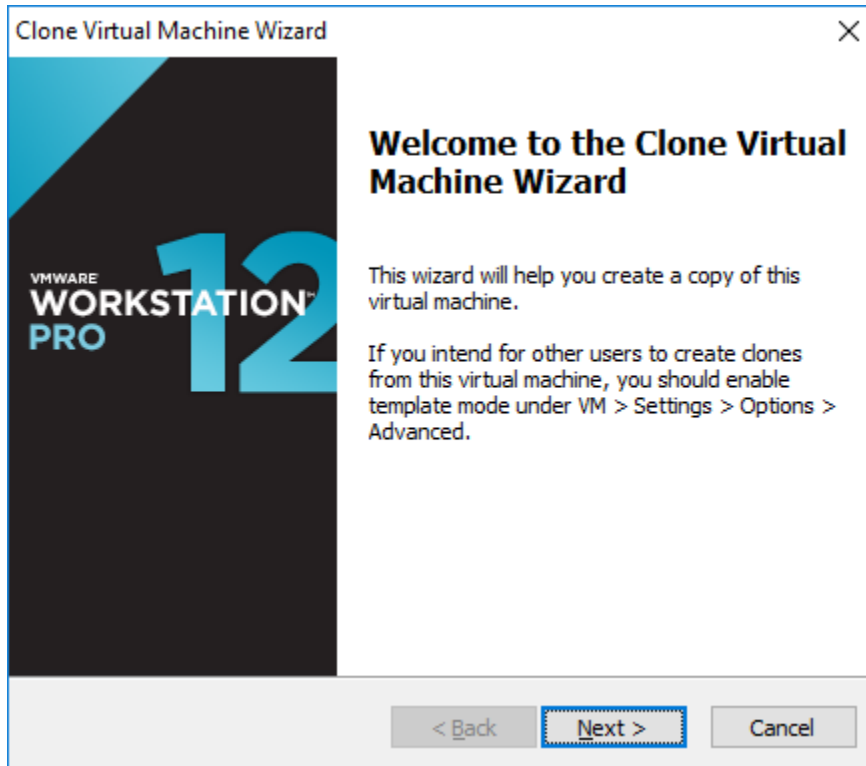 Clone Virtual Machine Wizard
VMWARE
WORKSTATION™
PRO
12
Welcome to the Clone Virtual
Machine Wizard
This wizard will help you create a copy of this
virtual machine.
If you intend for other users to create clones
from this virtual machine, you should enable
template mode under VM > Settings > Options >
Advanced.
< Back
Next >
Cancel